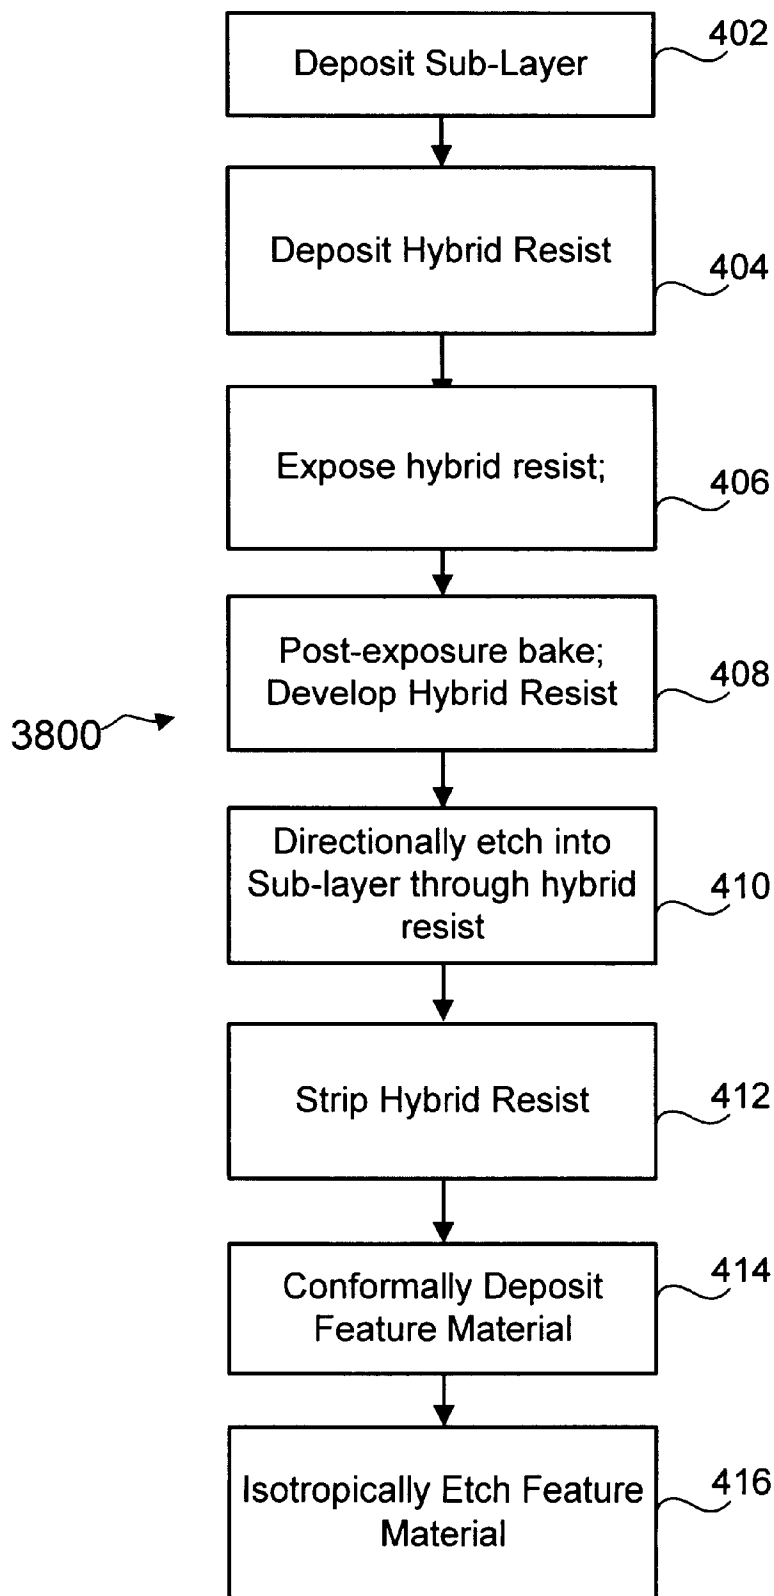 Deposit Sub-Layer
402
Deposit Hybrid Resist
404
Expose hybrid resist;
406
Post-exposure bake;
Develop Hybrid Resist
408
3800
Directionally etch into
Sub-layer through hybrid
resist
410
Strip Hybrid Resist
412
Conformally Deposit
Feature Material
414
Isotropically Etch Feature
Material
416